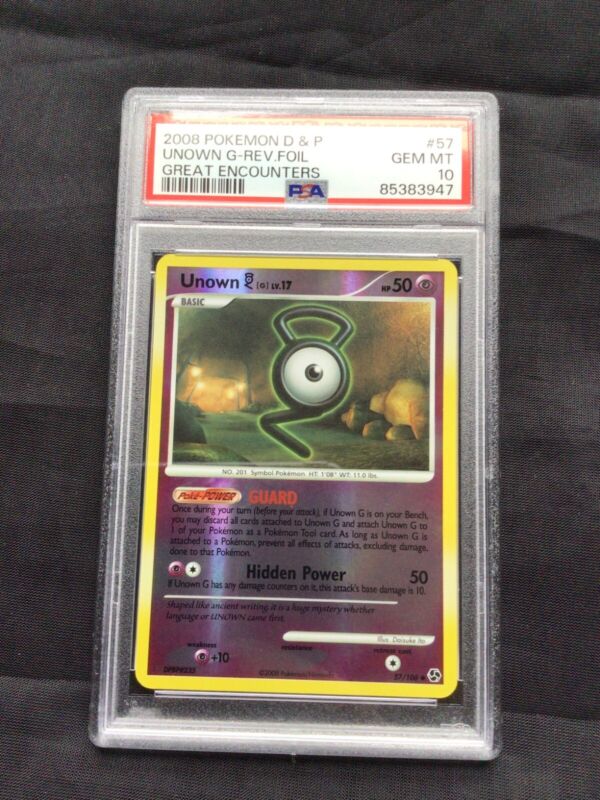 2008 POKEMON D & P #57
UNOWN G-REV.FOIL GEM MT
GREAT ENCOUNTERS 10
PSA 85383947
Unown [G] LV.17 HP 50
BASIC
NO. 201 Symbol Pokémon HT: 1'08" WT: 11.0 lbs.
Poké-POWER GUARD
Once during your turn (before your attack), if Unown G is on your Bench,
you may discard all cards attached to Unown G and attach Unown G to
1 of your Pokémon as a Pokémon Tool card. As long as Unown G is
attached to a Pokémon, prevent all effects of attacks, excluding damage,
done to that Pokémon.
Hidden Power 50
If Unown G has any damage counters on it, this attack's base damage is 10.
Shaped like ancient writing, it is a huge mystery whether
language or UNOWN came first.
Illus. Daisuke Ito
weakness resistance retreat cost
+10
DPBP#235 ©2008 Pokémon/Nintendo 57/106